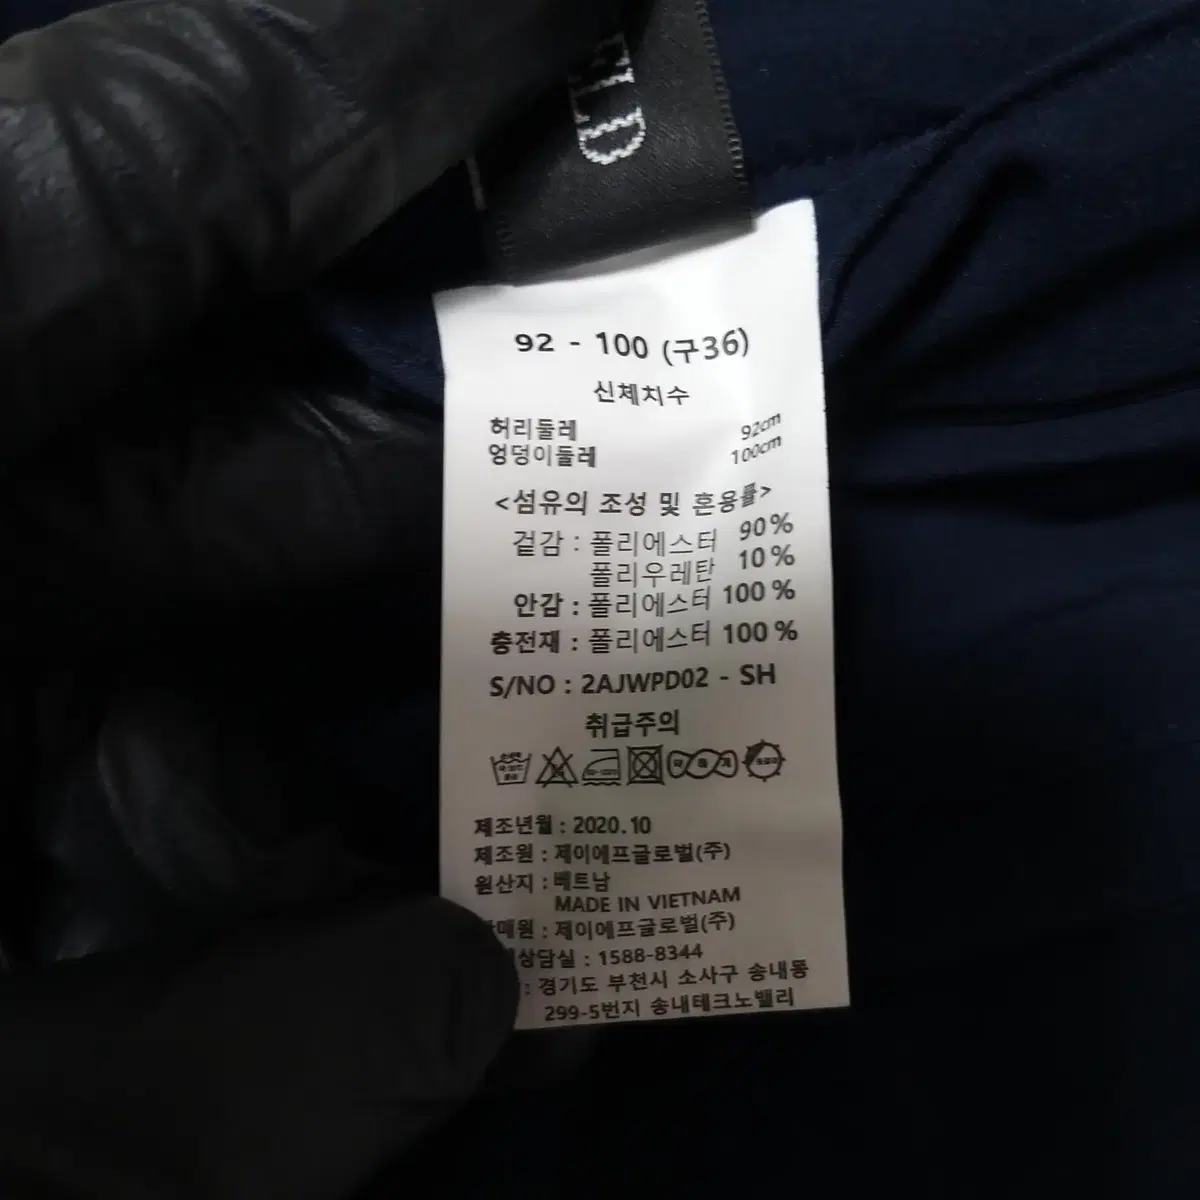 92 - 100 (구36)
신체치수
허리둘레 92cm
엉덩이둘레 100cm
<섬유의 조성 및 혼용률>
겉감 : 폴리에스터 90%
폴리우레탄 10%
안감 : 폴리에스터 100%
충전재 : 폴리에스터 100%
S/NO : 2AJWPD02 - SH
취급주의
제조년월 : 2020.10
제조원 : 제이에프글로벌(주)
원산지 : 베트남
MADE IN VIETNAM
매원 : 제이에프글로벌(주)
상담실 : 1588-8344
: 경기도 부천시 소사구 송내동
299-5번지 송내테크노밸리